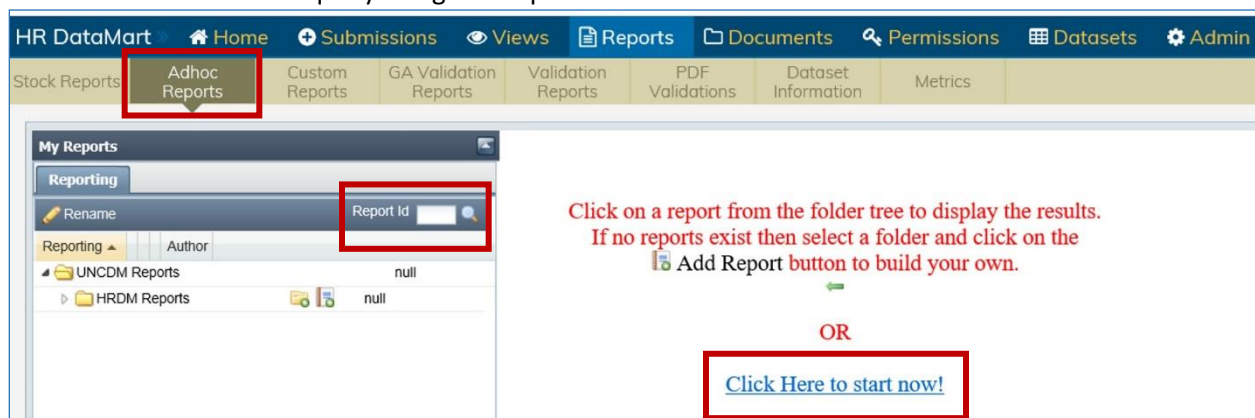 HR DataMart Home Submissions Views Reports Documents Permissions Datasets Admin
Stock Reports Adhoc Reports Custom Reports GA Validation Reports Validation Reports PDF Validations Dataset Information Metrics
My Reports
Reporting
Rename Report Id
Reporting Author
UNCDM Reports null
HRDM Reports null
Click on a report from the folder tree to display the results.
If no reports exist then select a folder and click on the
Add Report button to build your own.
OR
Click Here to start now!